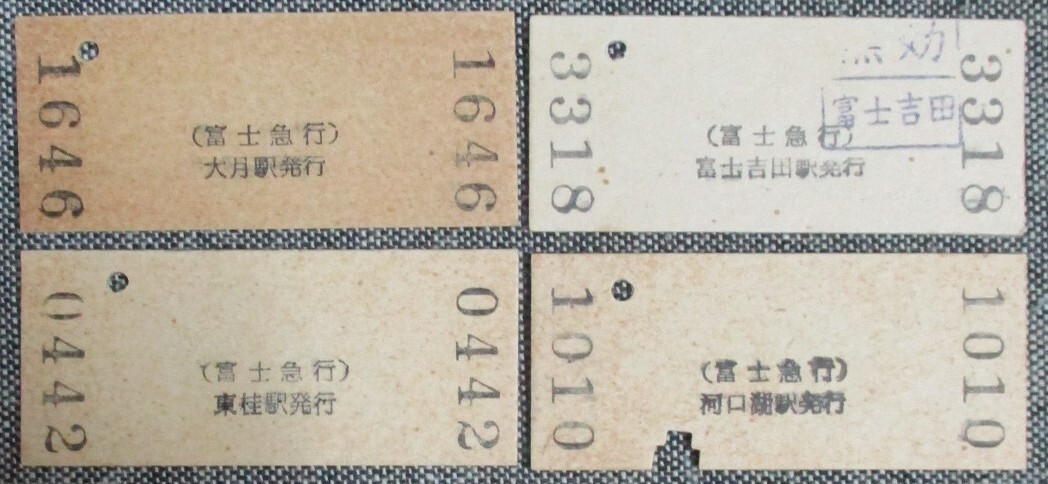 1646
(富士急行)
大月駅発行
1646
3318
無効
富士吉田
(富士急行)
富士吉田駅発行
3318
0442
(富士急行)
東桂駅発行
0442
1010
(富士急行)
河口湖駅発行
1010